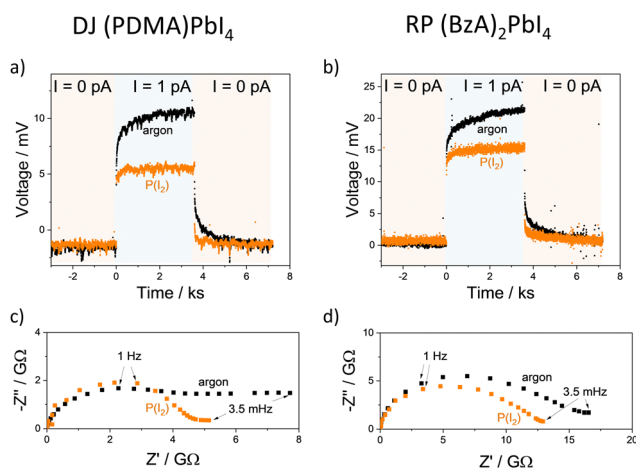 DJ (PDMA)PbI₄
RP (BzA)₂PbI₄
a)
I = 0 pA
I = 1 pA
I = 0 pA
argon
P(I₂)
Voltage / mV
10
5
0
-2
0
2
4
6
8
Time / ks
b)
I = 0 pA
I = 1 pA
I = 0 pA
argon
P(I₂)
Voltage / mV
25
20
15
10
5
0
-2
0
2
4
6
8
Time / ks
c)
1 Hz
argon
P(I₂)
3.5 mHz
-Z'' / GΩ
4
2
0
0
2
4
6
8
Z' / GΩ
d)
1 Hz
argon
P(I₂)
3.5 mHz
-Z'' / GΩ
10
5
0
0
5
10
15
20
Z' / GΩ